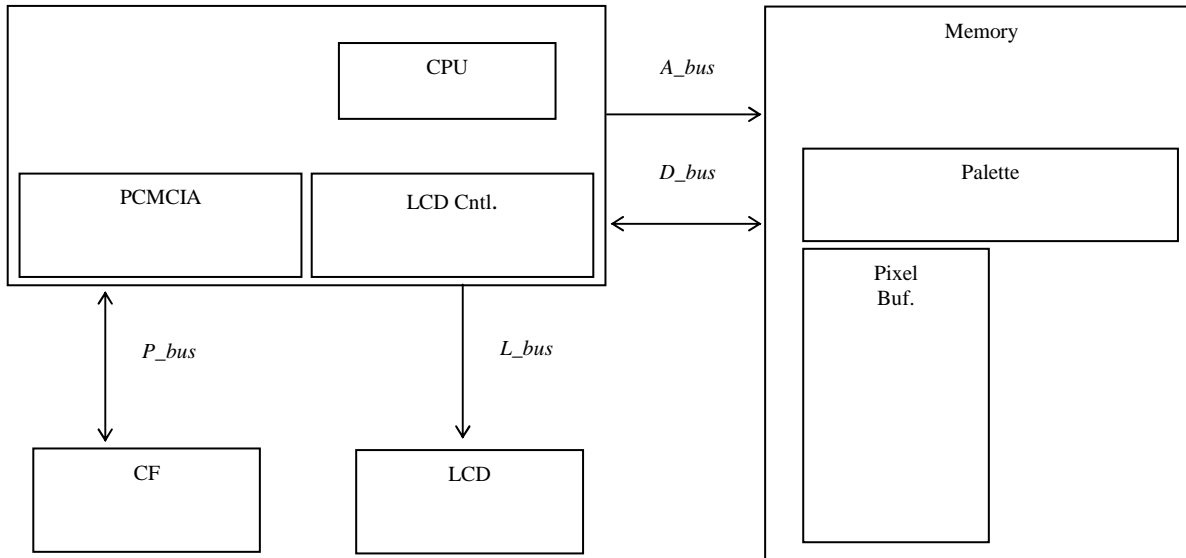 CPU
PCMCIA
LCD Cntl.
A_bus
D_bus
Memory
Palette
Pixel
Buf.
P_bus
L_bus
CF
LCD